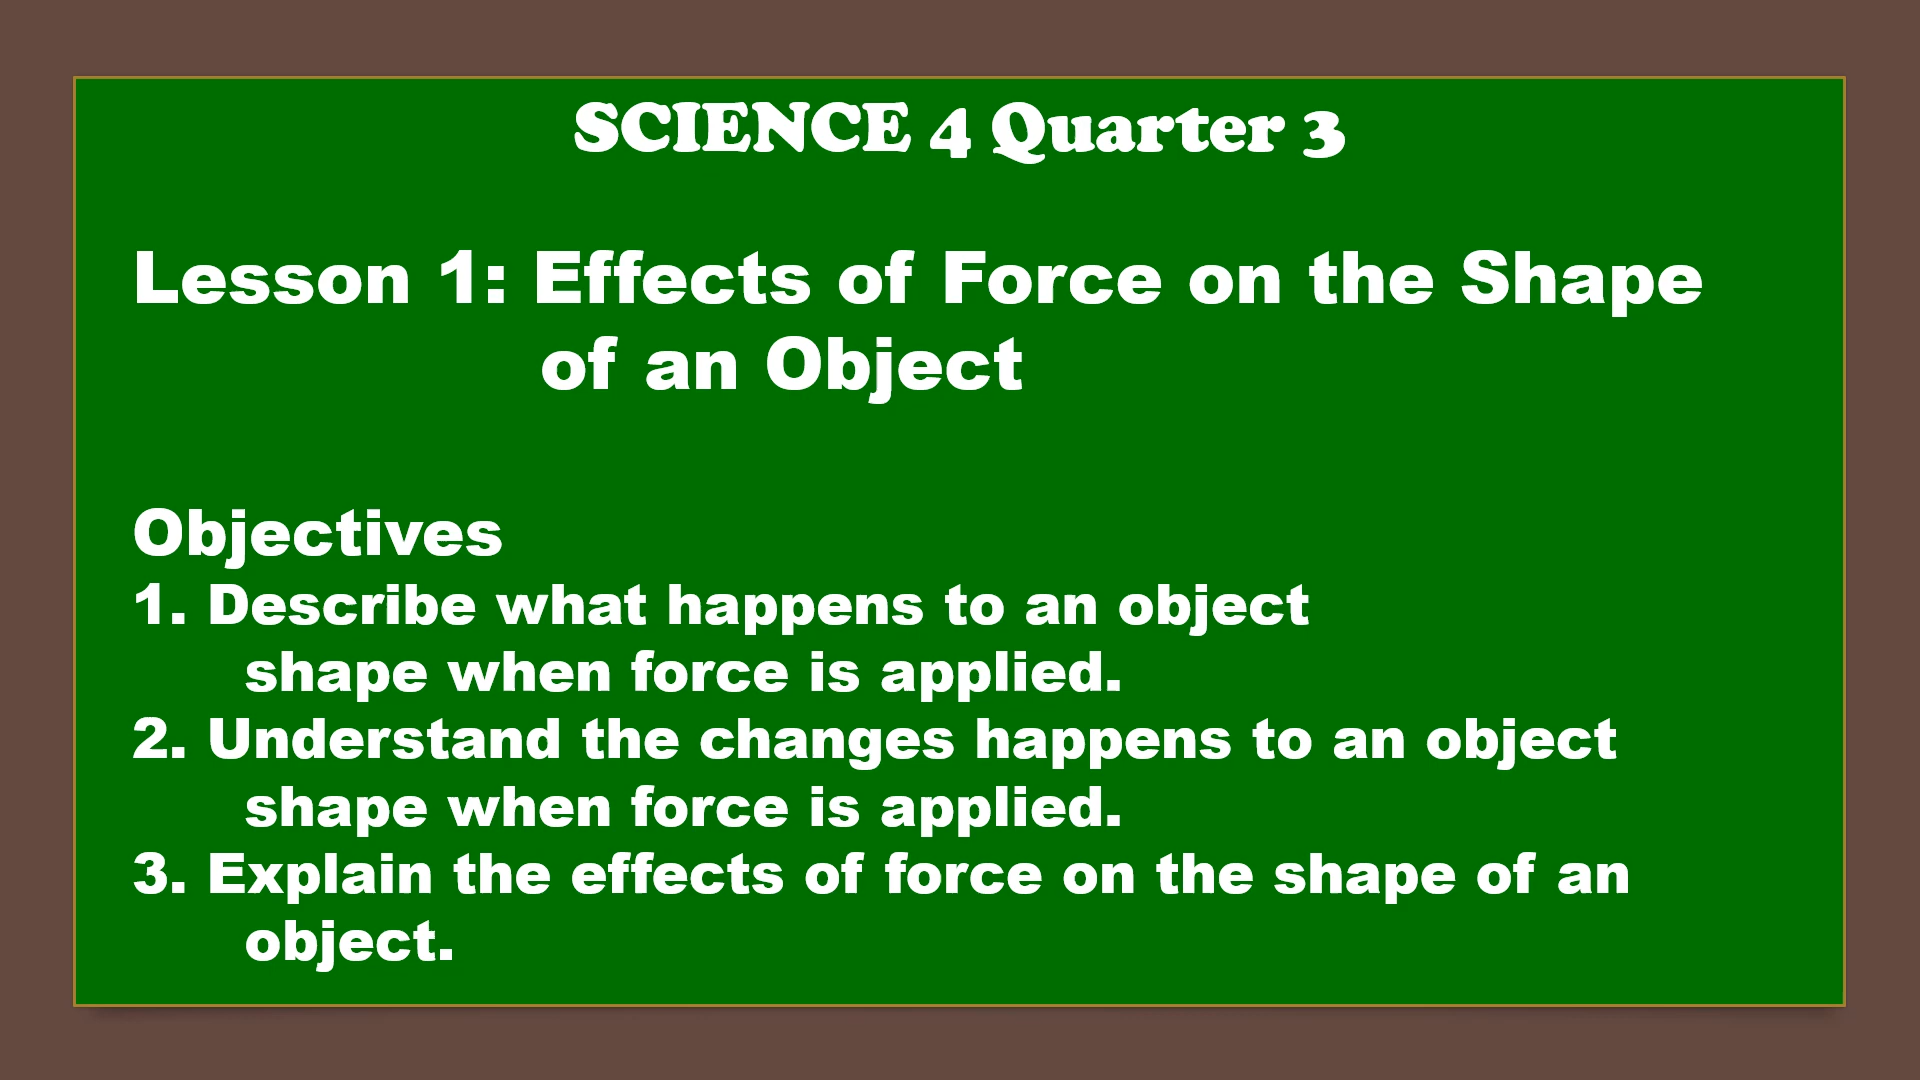 SCIENCE 4 Quarter 3
Lesson 1: Effects of Force on the Shape
of an Object
Objectives
1. Describe what happens to an object
shape when force is applied.
2. Understand the changes happens to an object
shape when force is applied.
3. Explain the effects of force on the shape of an
object.